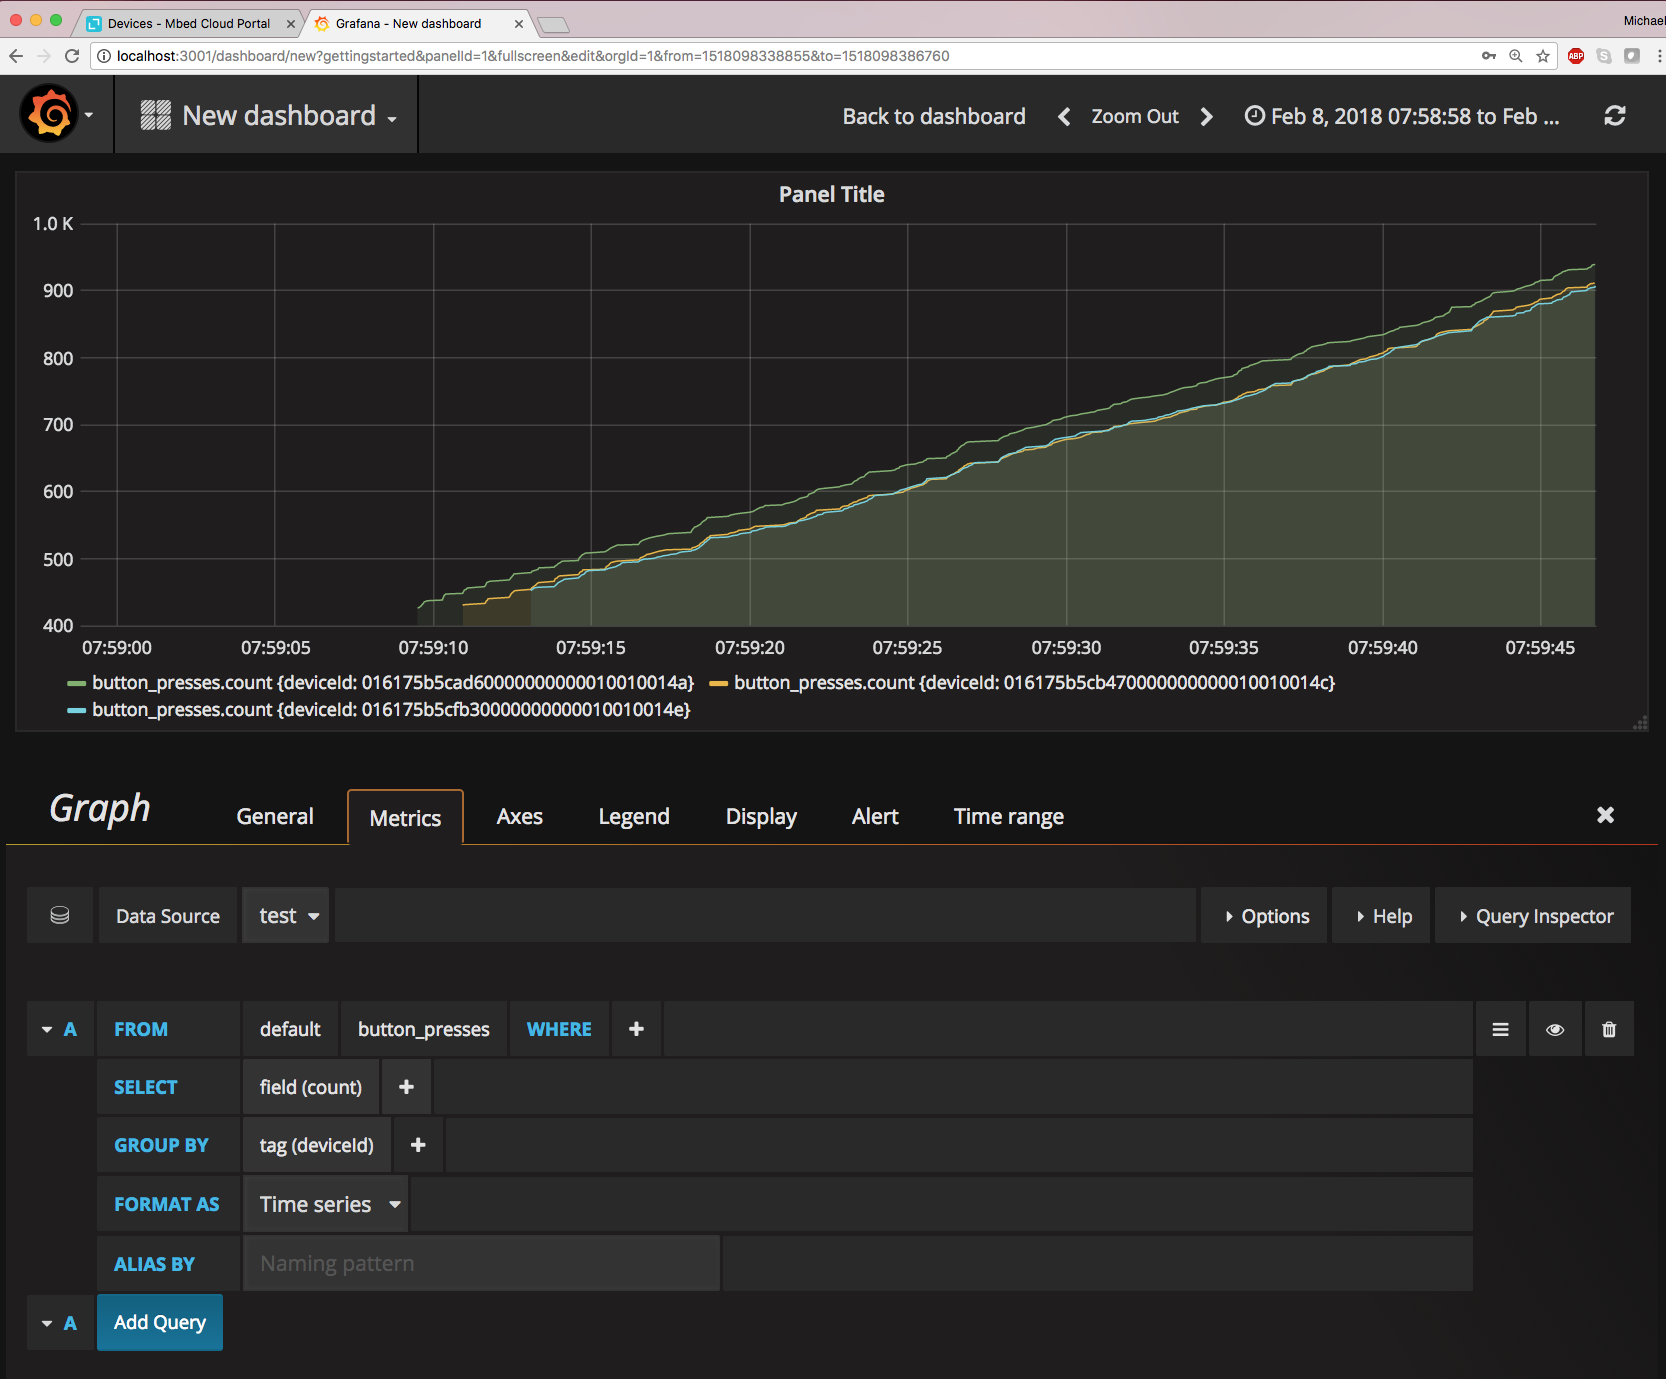 Devices - Mbed Cloud Portal
Grafana - New dashboard
Michael
localhost:3001/dashboard/new?gettingstarted&panelId=1&fullscreen&edit&orgId=1&from=1518098338855&to=1518098386760
ABP
New dashboard
Back to dashboard
Zoom Out
Feb 8, 2018 07:58:58 to Feb ...
Panel Title
1.0 K
900
800
700
600
500
400
07:59:00 07:59:05 07:59:10 07:59:15 07:59:20 07:59:25 07:59:30 07:59:35 07:59:40 07:59:45
button_presses.count {deviceId: 016175b5cad60000000000010010014a} button_presses.count {deviceId: 016175b5cb470000000000010010014c}
button_presses.count {deviceId: 016175b5cfb30000000000010010014e}
Graph General Metrics Axes Legend Display Alert Time range
Data Source test Options Help Query Inspector
A FROM default button_presses WHERE +
SELECT field (count) +
GROUP BY tag (deviceId) +
FORMAT AS Time series
ALIAS BY Naming pattern
A Add Query